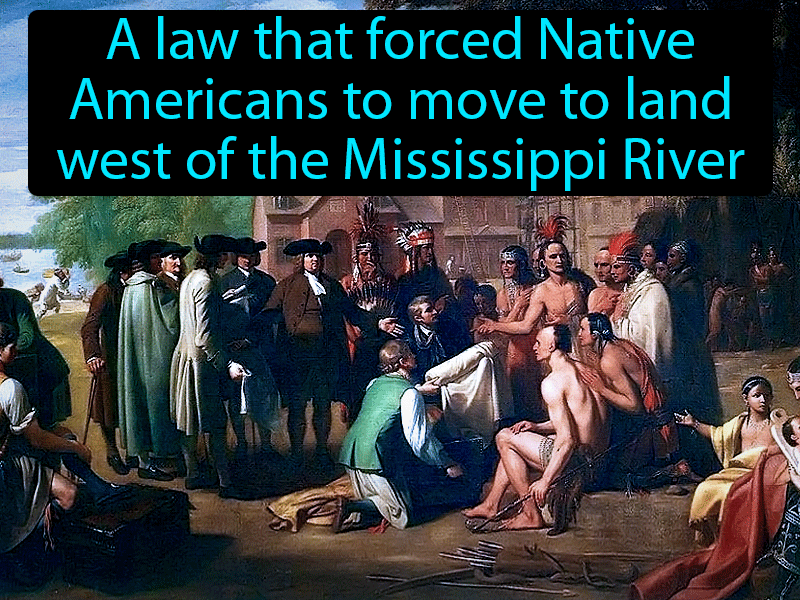 A law that forced Native
Americans to move to land
west of the Mississippi River